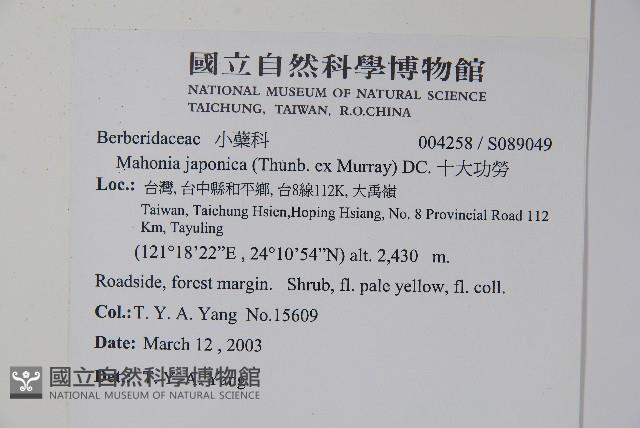 國立自然科學博物館
NATIONAL MUSEUM OF NATURAL SCIENCE
TAICHUNG, TAIWAN, R.O.CHINA
Berberidaceae 小蘗科 004258 / S089049
Mahonia japonica (Thunb. ex Murray) DC. 十大功勞
Loc.: 台灣, 台中縣和平鄉, 台8線112K, 大禹嶺
Taiwan, Taichung Hsien,Hoping Hsiang, No. 8 Provincial Road 112
Km, Tayuling
(121°18’22”E , 24°10’54”N) alt. 2,430 m.
Roadside, forest margin. Shrub, fl. pale yellow, fl. coll.
Col.: T. Y. A. Yang No.15609
Date: March 12 , 2003
Det.: T. Y. A. Yang
國立自然科學博物館
NATIONAL MUSEUM OF NATURAL SCIENCE